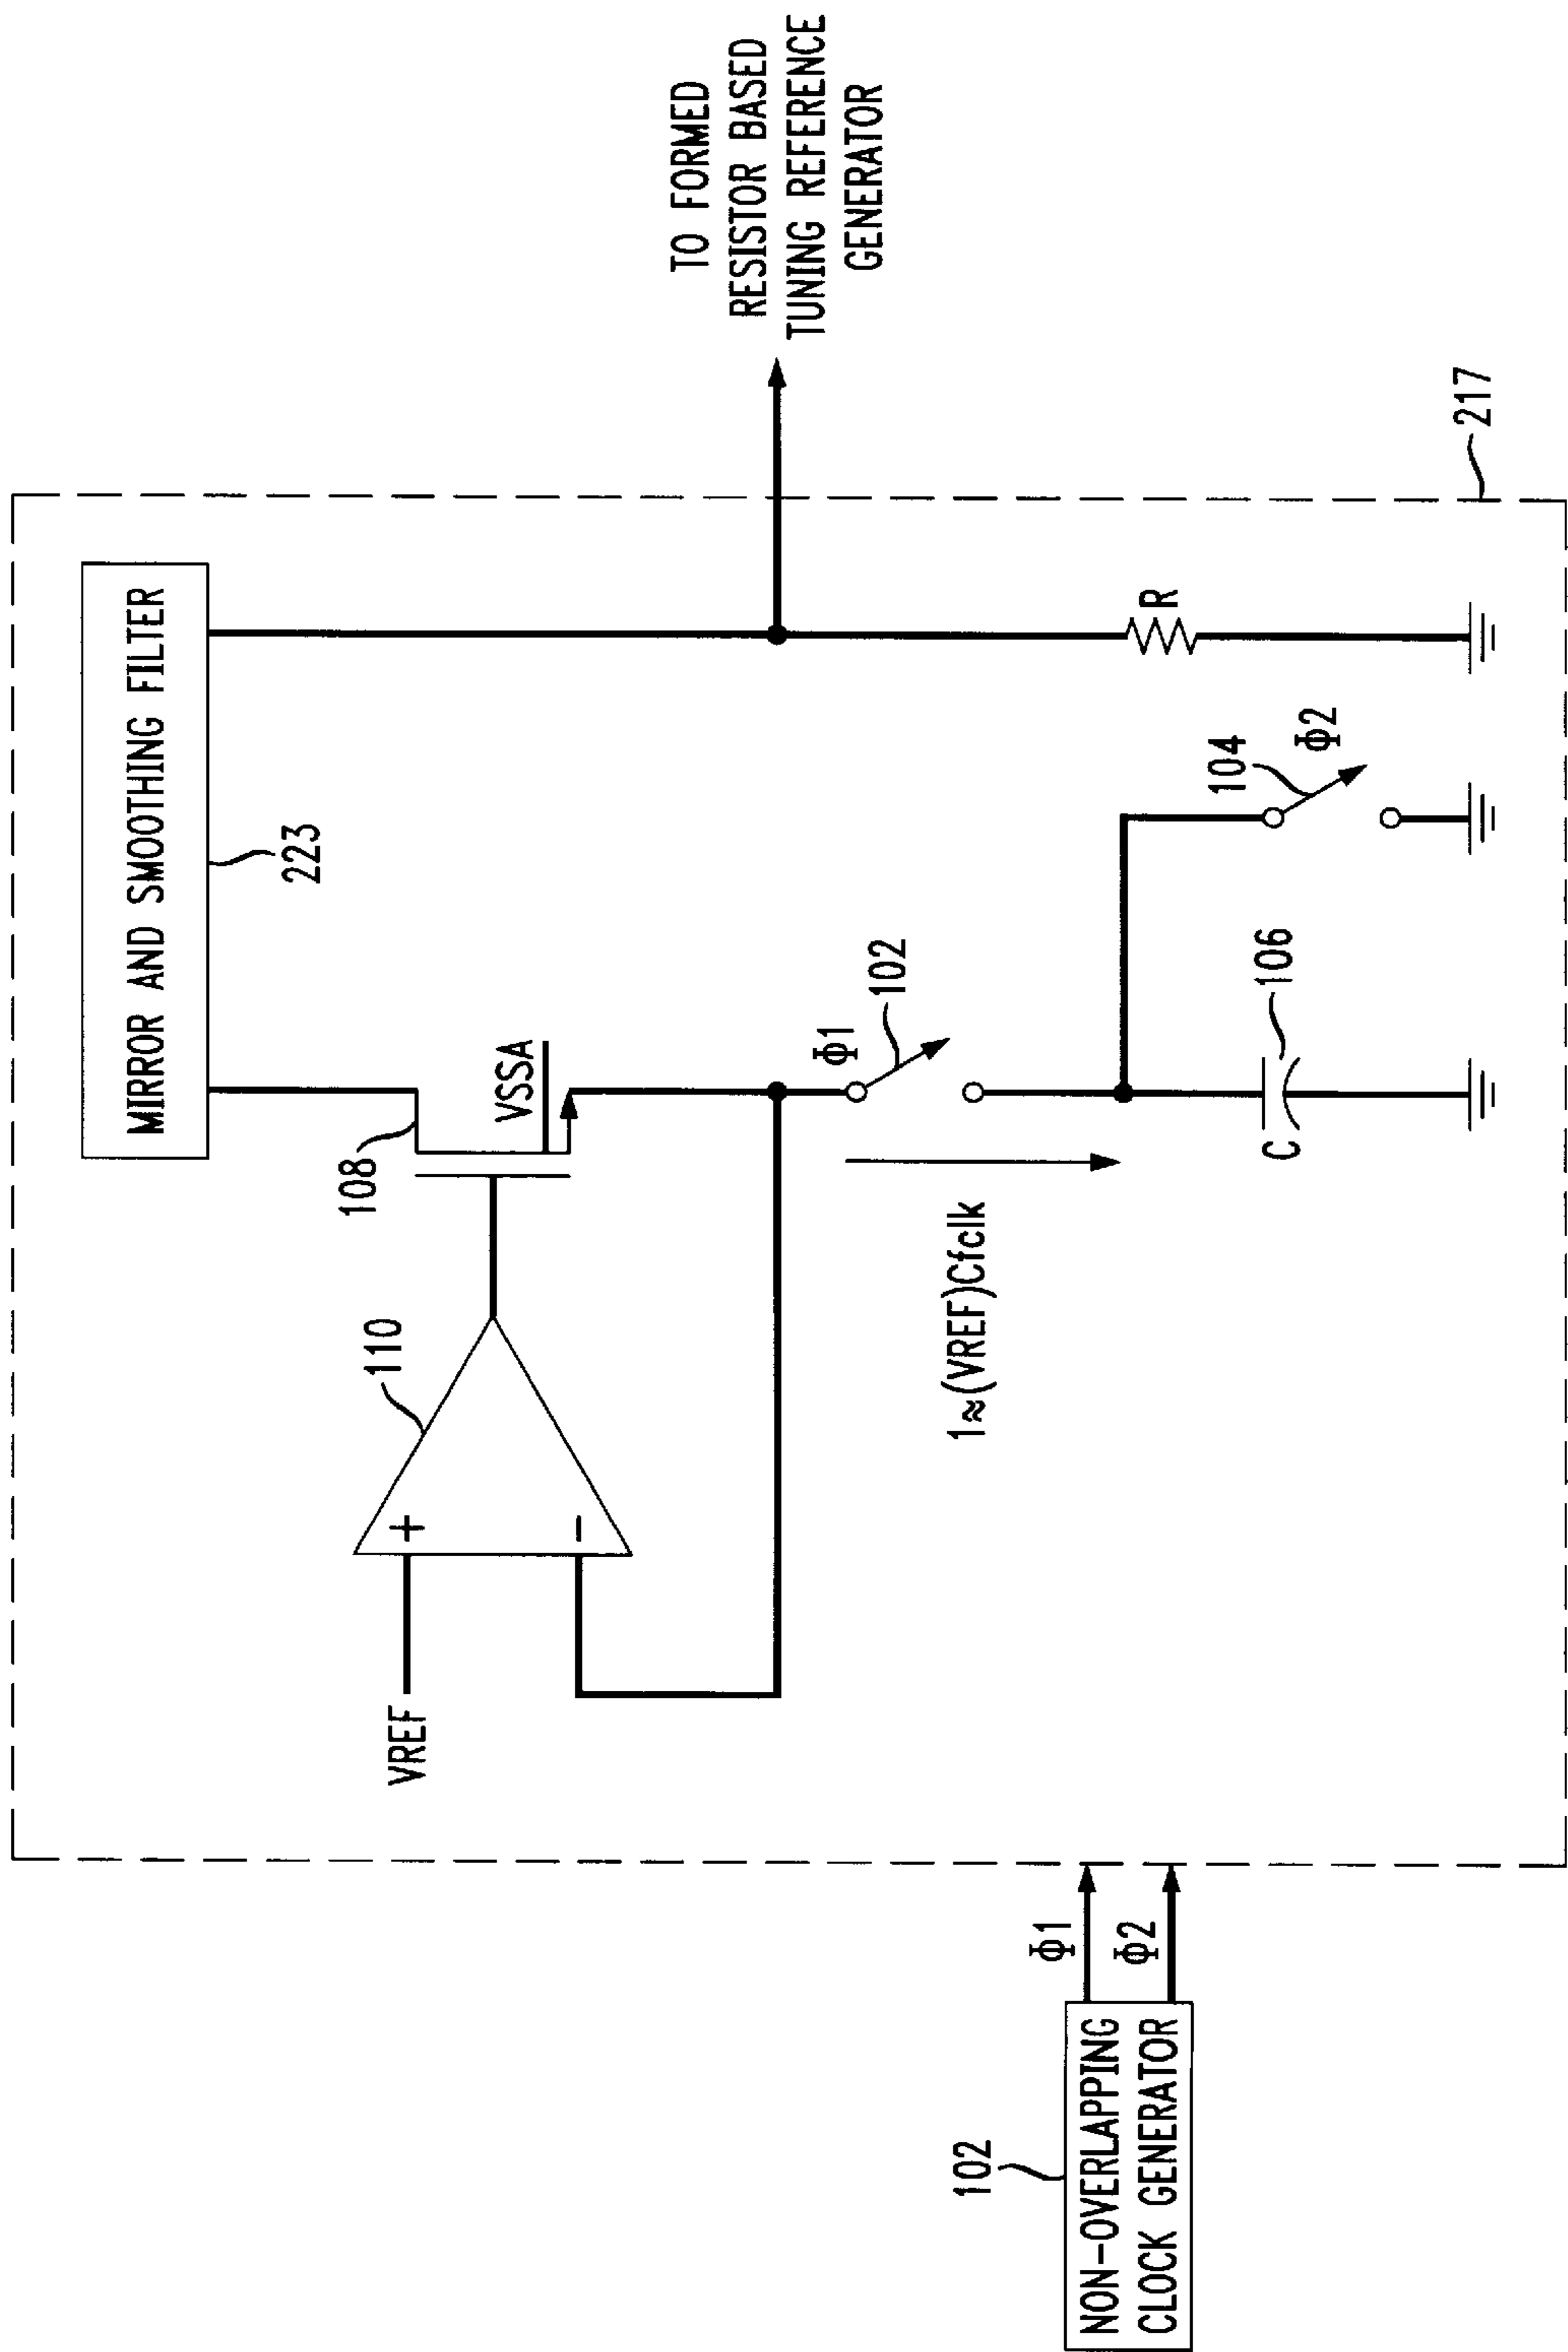 MIRROR AND SMOOTHING FILTER
223
108
VSSA
110
+
-
VREF
TO FORMED
RESISTOR BASED
TUNING REFERENCE
GENERATOR
Φ1
102
1≈(VREF)Cfclk
R
104
Φ2
106
C
217
102
NON-OVERLAPPING
CLOCK GENERATOR
Φ1
Φ2